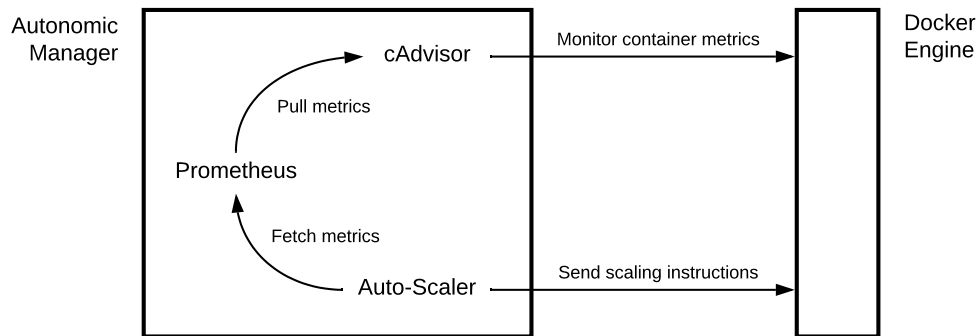 Autonomic
Manager
cAdvisor
Monitor container metrics
Docker
Engine
Pull metrics
Prometheus
Fetch metrics
Auto-Scaler
Send scaling instructions